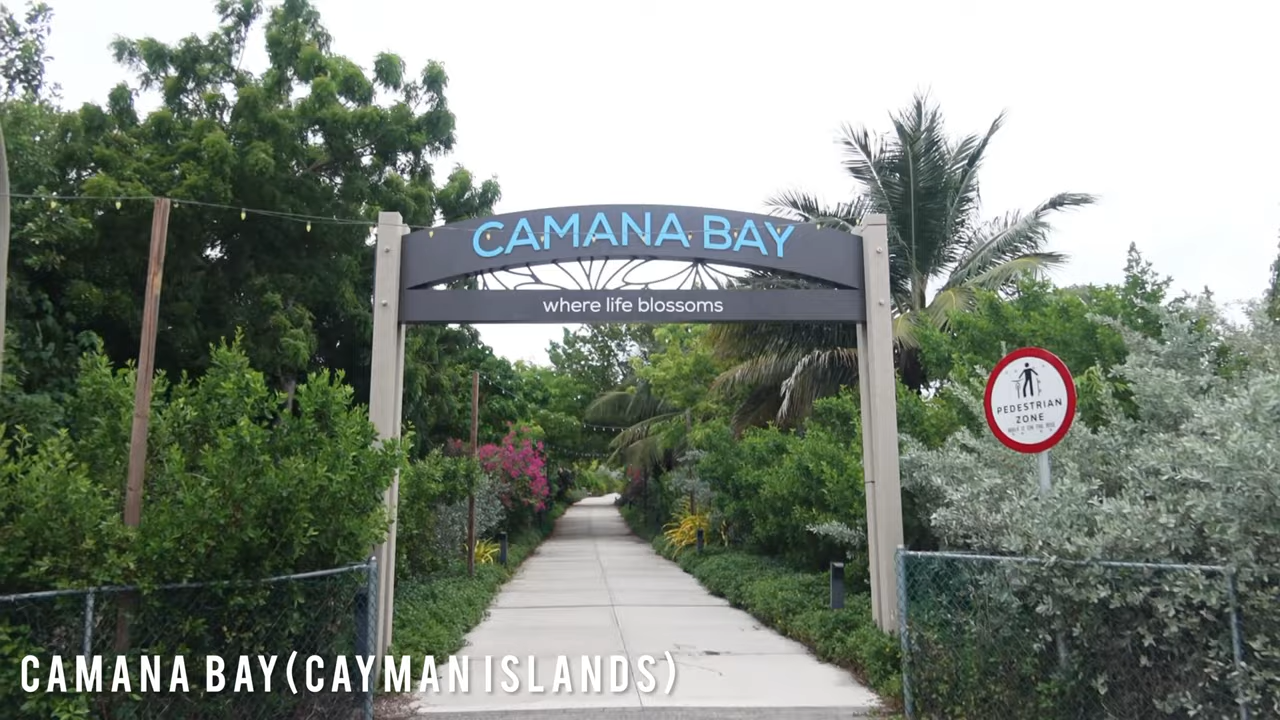 CAMANA BAY
where life blossoms
PEDESTRIAN
ZONE
CAMANA BAY(CAYMAN ISLANDS)